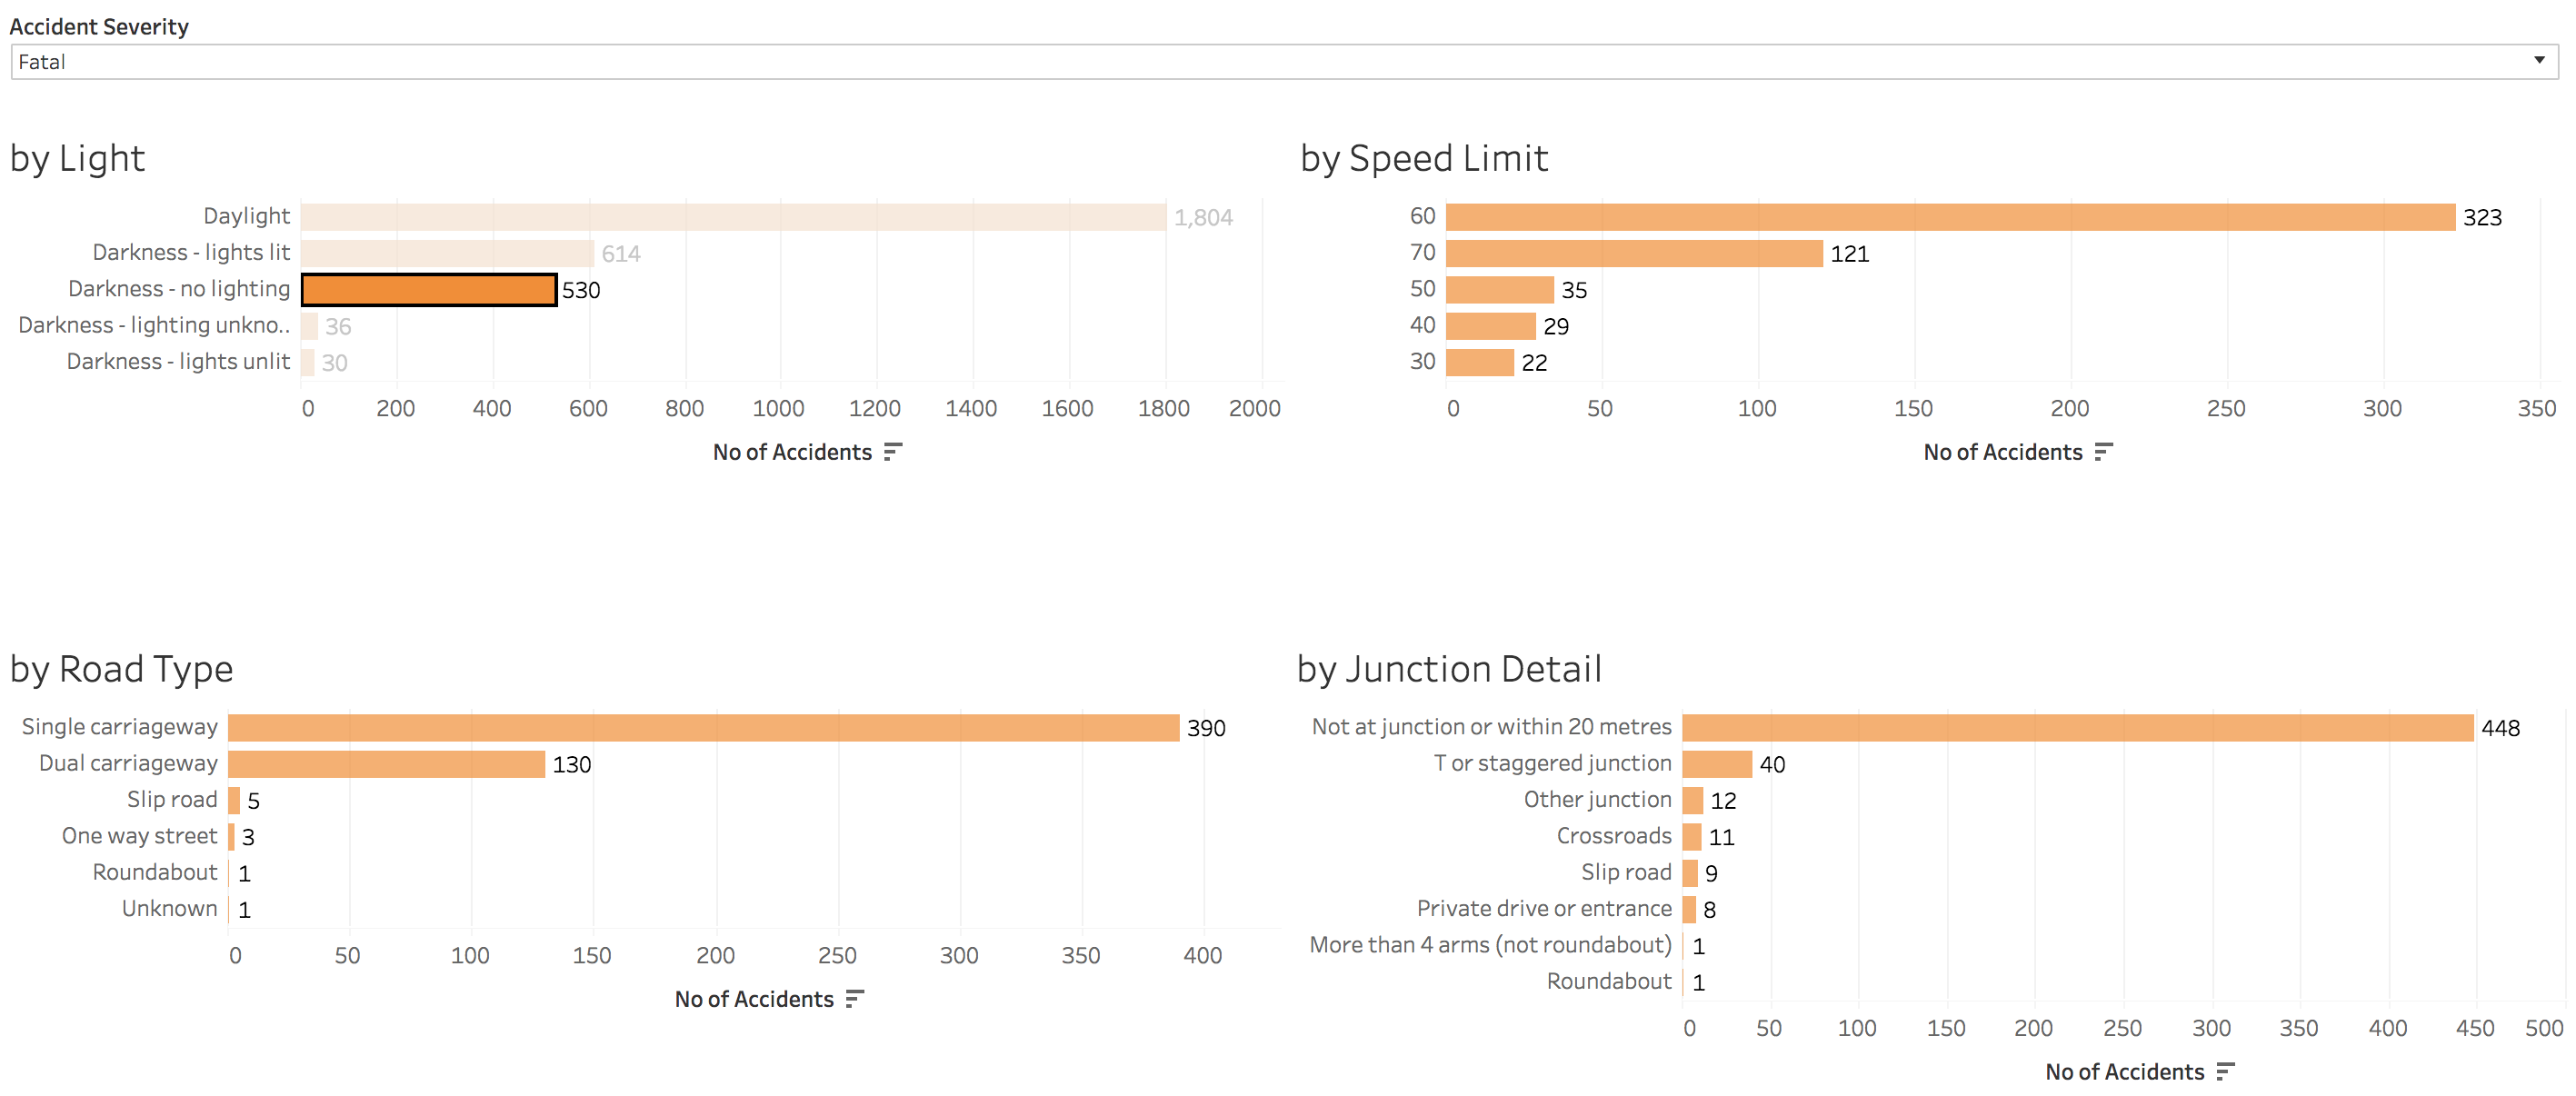 Accident Severity
Fatal
by Light
Daylight 1,804
Darkness - lights lit 614
Darkness - no lighting 530
Darkness - lighting unkno.. 36
Darkness - lights unlit 30
0 200 400 600 800 1000 1200 1400 1600 1800 2000
No of Accidents
by Speed Limit
60 323
70 121
50 35
40 29
30 22
0 50 100 150 200 250 300 350
No of Accidents
by Road Type
Single carriageway 390
Dual carriageway 130
Slip road 5
One way street 3
Roundabout 1
Unknown 1
0 50 100 150 200 250 300 350 400
No of Accidents
by Junction Detail
Not at junction or within 20 metres 448
T or staggered junction 40
Other junction 12
Crossroads 11
Slip road 9
Private drive or entrance 8
More than 4 arms (not roundabout) 1
Roundabout 1
0 50 100 150 200 250 300 350 400 450 500
No of Accidents